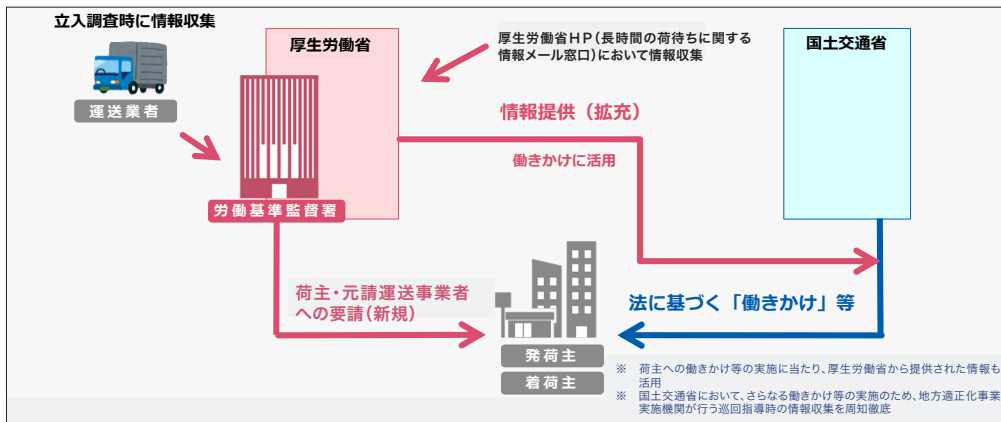 立入調査時に情報収集
運送業者
厚生労働省
労働基準監督署
厚生労働省HP(長時間の荷待ちに関する
情報メール窓口)において情報収集
国土交通省
情報提供(拡充)
働きかけに活用
荷主・元請運送事業者
への要請(新規)
法に基づく「働きかけ」等
発荷主
着荷主
※ 荷主への働きかけ等の実施に当たり、厚生労働省から提供された情報も
活用
※ 国土交通省において、さらなる働きかけ等の実施のため、地方適正化事業
実施機関が行う巡回指導時の情報収集を周知徹底